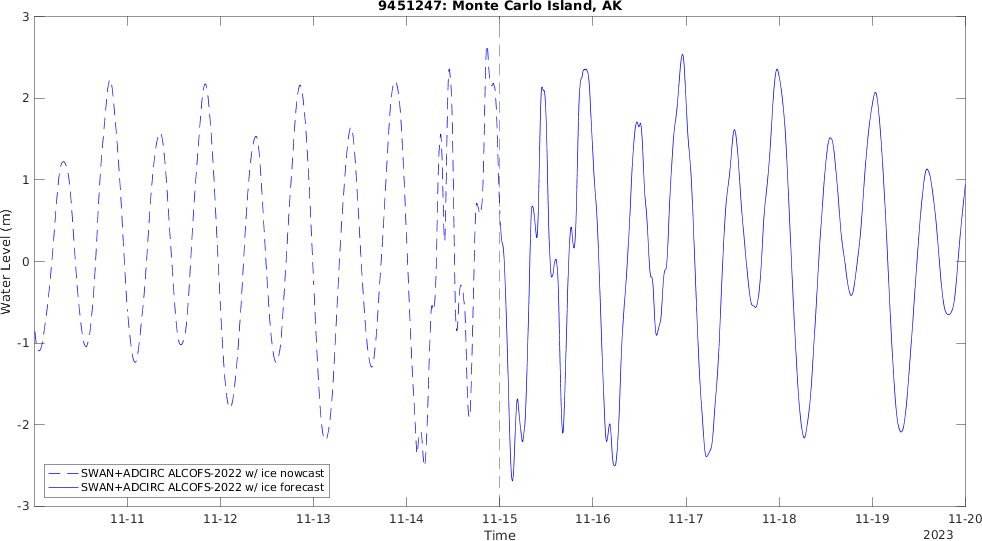 9451247: Monte Carlo Island, AK
3
2
1
0
-1
-2
-3
Water Level (m)
SWAN+ADCIRC ALCOFS-2022 w/ ice nowcast
SWAN+ADCIRC ALCOFS-2022 w/ ice forecast
11-11 11-12 11-13 11-14 11-15 11-16 11-17 11-18 11-19 11-20
Time
2023